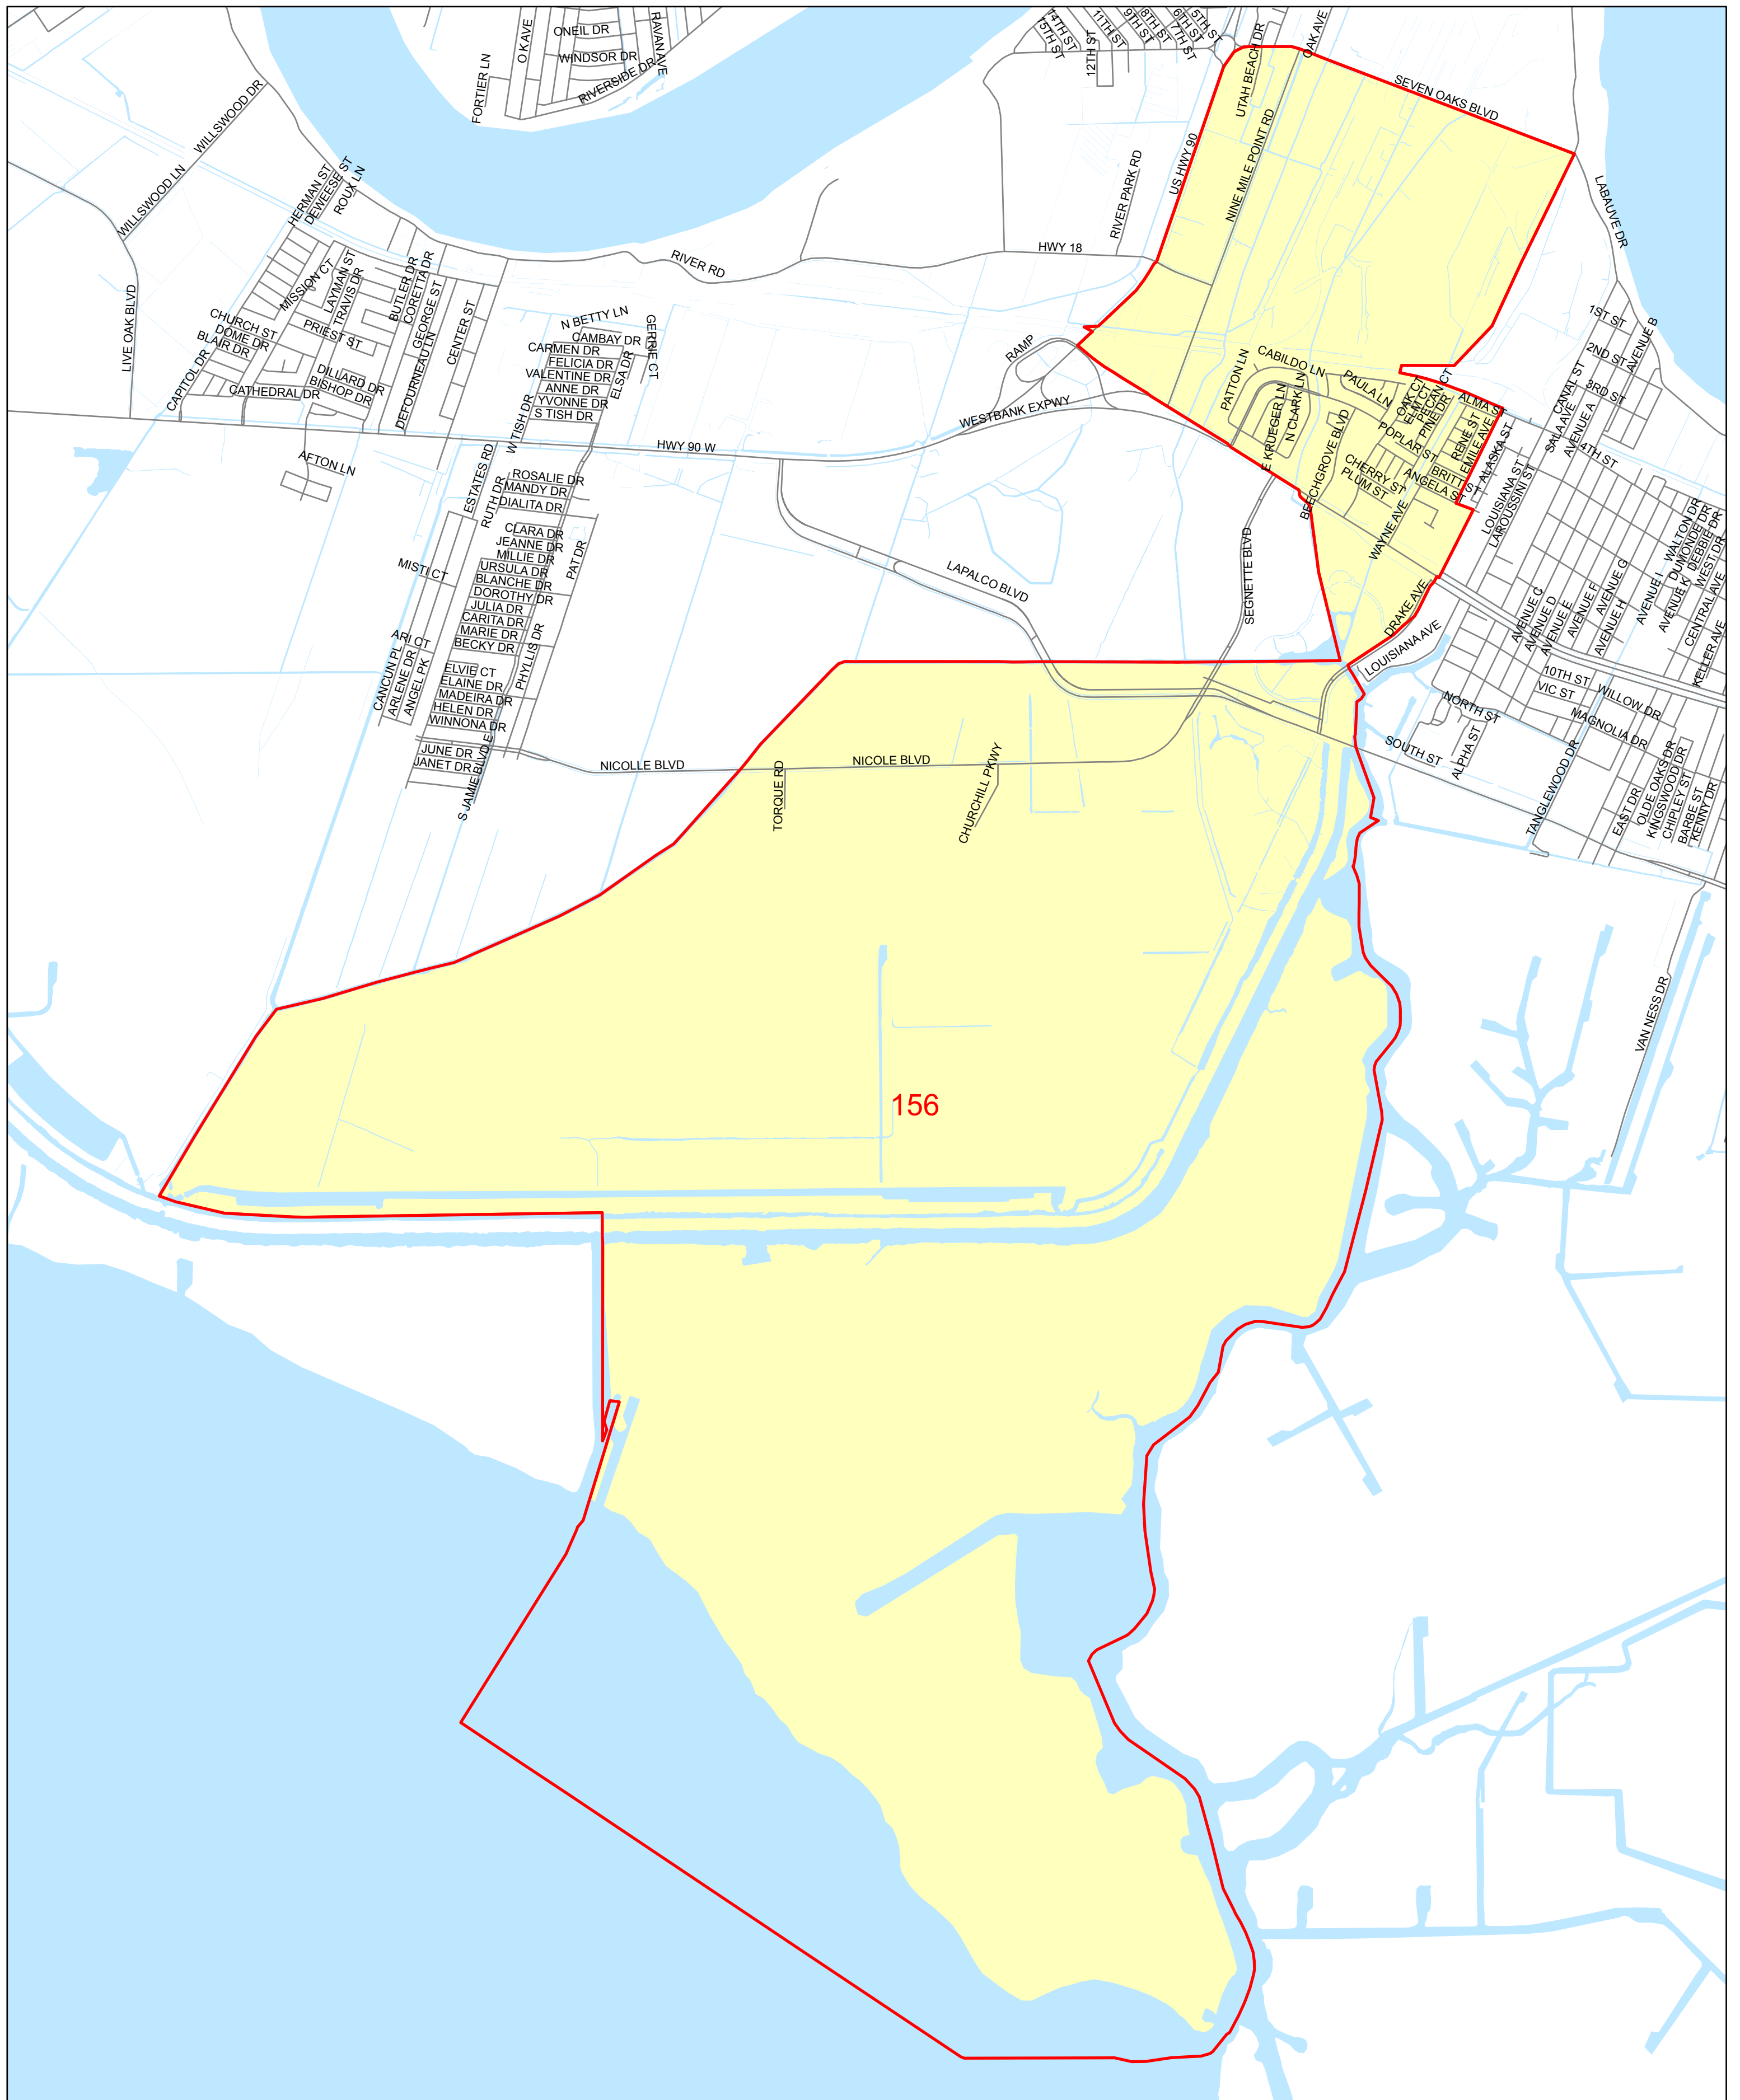 ONEIL DR
WINDSOR DR
RIVERSIDE DR
O K AVE
RAVAN AVE
FORTIER LN
14TH ST
15TH ST
12TH ST
11TH ST
9TH ST
8TH ST
6TH ST
7TH ST
5TH ST
UTAH BEACH DR
OAK AVE
SEVEN OAKS BLVD
US HWY 90
NINE MILE POINT RD
LABAUVE DR
RIVER PARK RD
HWY 18
RIVER RD
WILLSWOOD DR
WILLSWOOD LN
HERMAN ST
DEWEESE ST
ROUX LN
LIVE OAK BLVD
MISSION CT
LAYMAN ST
TRAVIS DR
BUTLER DR
CORETTA DR
GEORGE ST
CENTER ST
CHURCH ST
DOME DR
BLAIR DR
PRIEST ST
CAPITOL DR
CATHEDRAL DR
DILLARD DR
BISHOP DR
DEFOURNEAU LN
N BETTY LN
GERRIE CT
CAMBAY DR
CARMEN DR
FELICIA DR
VALENTINE DR
ANNE DR
YVONNE DR
S TISH DR
ELSA DR
W TISH DR
RAMP
WESTBANK EXPWY
HWY 90 W
PATTON LN
CABILDO LN
PAULA LN
E KRUEGER LN
N CLARK LN
BEECHGROVE BLVD
OAK CT
ELM CT
PECAN CT
PINE DR
ALMA ST
RENE ST
EMILE AVE
POPLAR ST
CHERRY ST
PLUM ST
ANGELA ST
BRITT ST
ALASKA ST
WAYNE AVE
DRAKE AVE
LOUISIANA AVE
LOUISIANA ST
LAROUSSINI ST
1ST ST
2ND ST
3RD ST
4TH ST
AVENUE B
CANAL ST
SALA AVE
AVENUE A
WALTON DR
DUMONDE DR
DEBBIE DR
WEST DR
AVENUE I
AVENUE K
CENTRAL AVE
KELLER AVE
AVENUE C
AVENUE D
AVENUE E
AVENUE F
AVENUE G
AVENUE H
10TH ST
VIC ST
WILLOW DR
MAGNOLIA DR
NORTH ST
SOUTH ST
ALPHA ST
TANGLEWOOD DR
EAST DR
OLDE OAKS DR
KINGSWOOD DR
CHIPLEY ST
BARBE ST
KENNY DR
VAN NESS DR
AFTON LN
ESTATES RD
RUTH DR
ROSALIE DR
MANDY DR
DIALITA DR
CLARA DR
JEANNE DR
MILLIE DR
URSULA DR
BLANCHE DR
DOROTHY DR
JULIA DR
CARITA DR
MARIE DR
BECKY DR
PAT DR
PHYLLIS DR
MISTI CT
ARI CT
CANCUN PL
ARLENE DR
ANGEL PK
ELVIE CT
ELAINE DR
MADEIRA DR
HELEN DR
WINNONA DR
JUNE DR
JANET DR
S JAMIE BLVD E
LAPALCO BLVD
SEGNETTE BLVD
NICOLLE BLVD
NICOLE BLVD
TORQUE RD
CHURCHILL PKWY
156